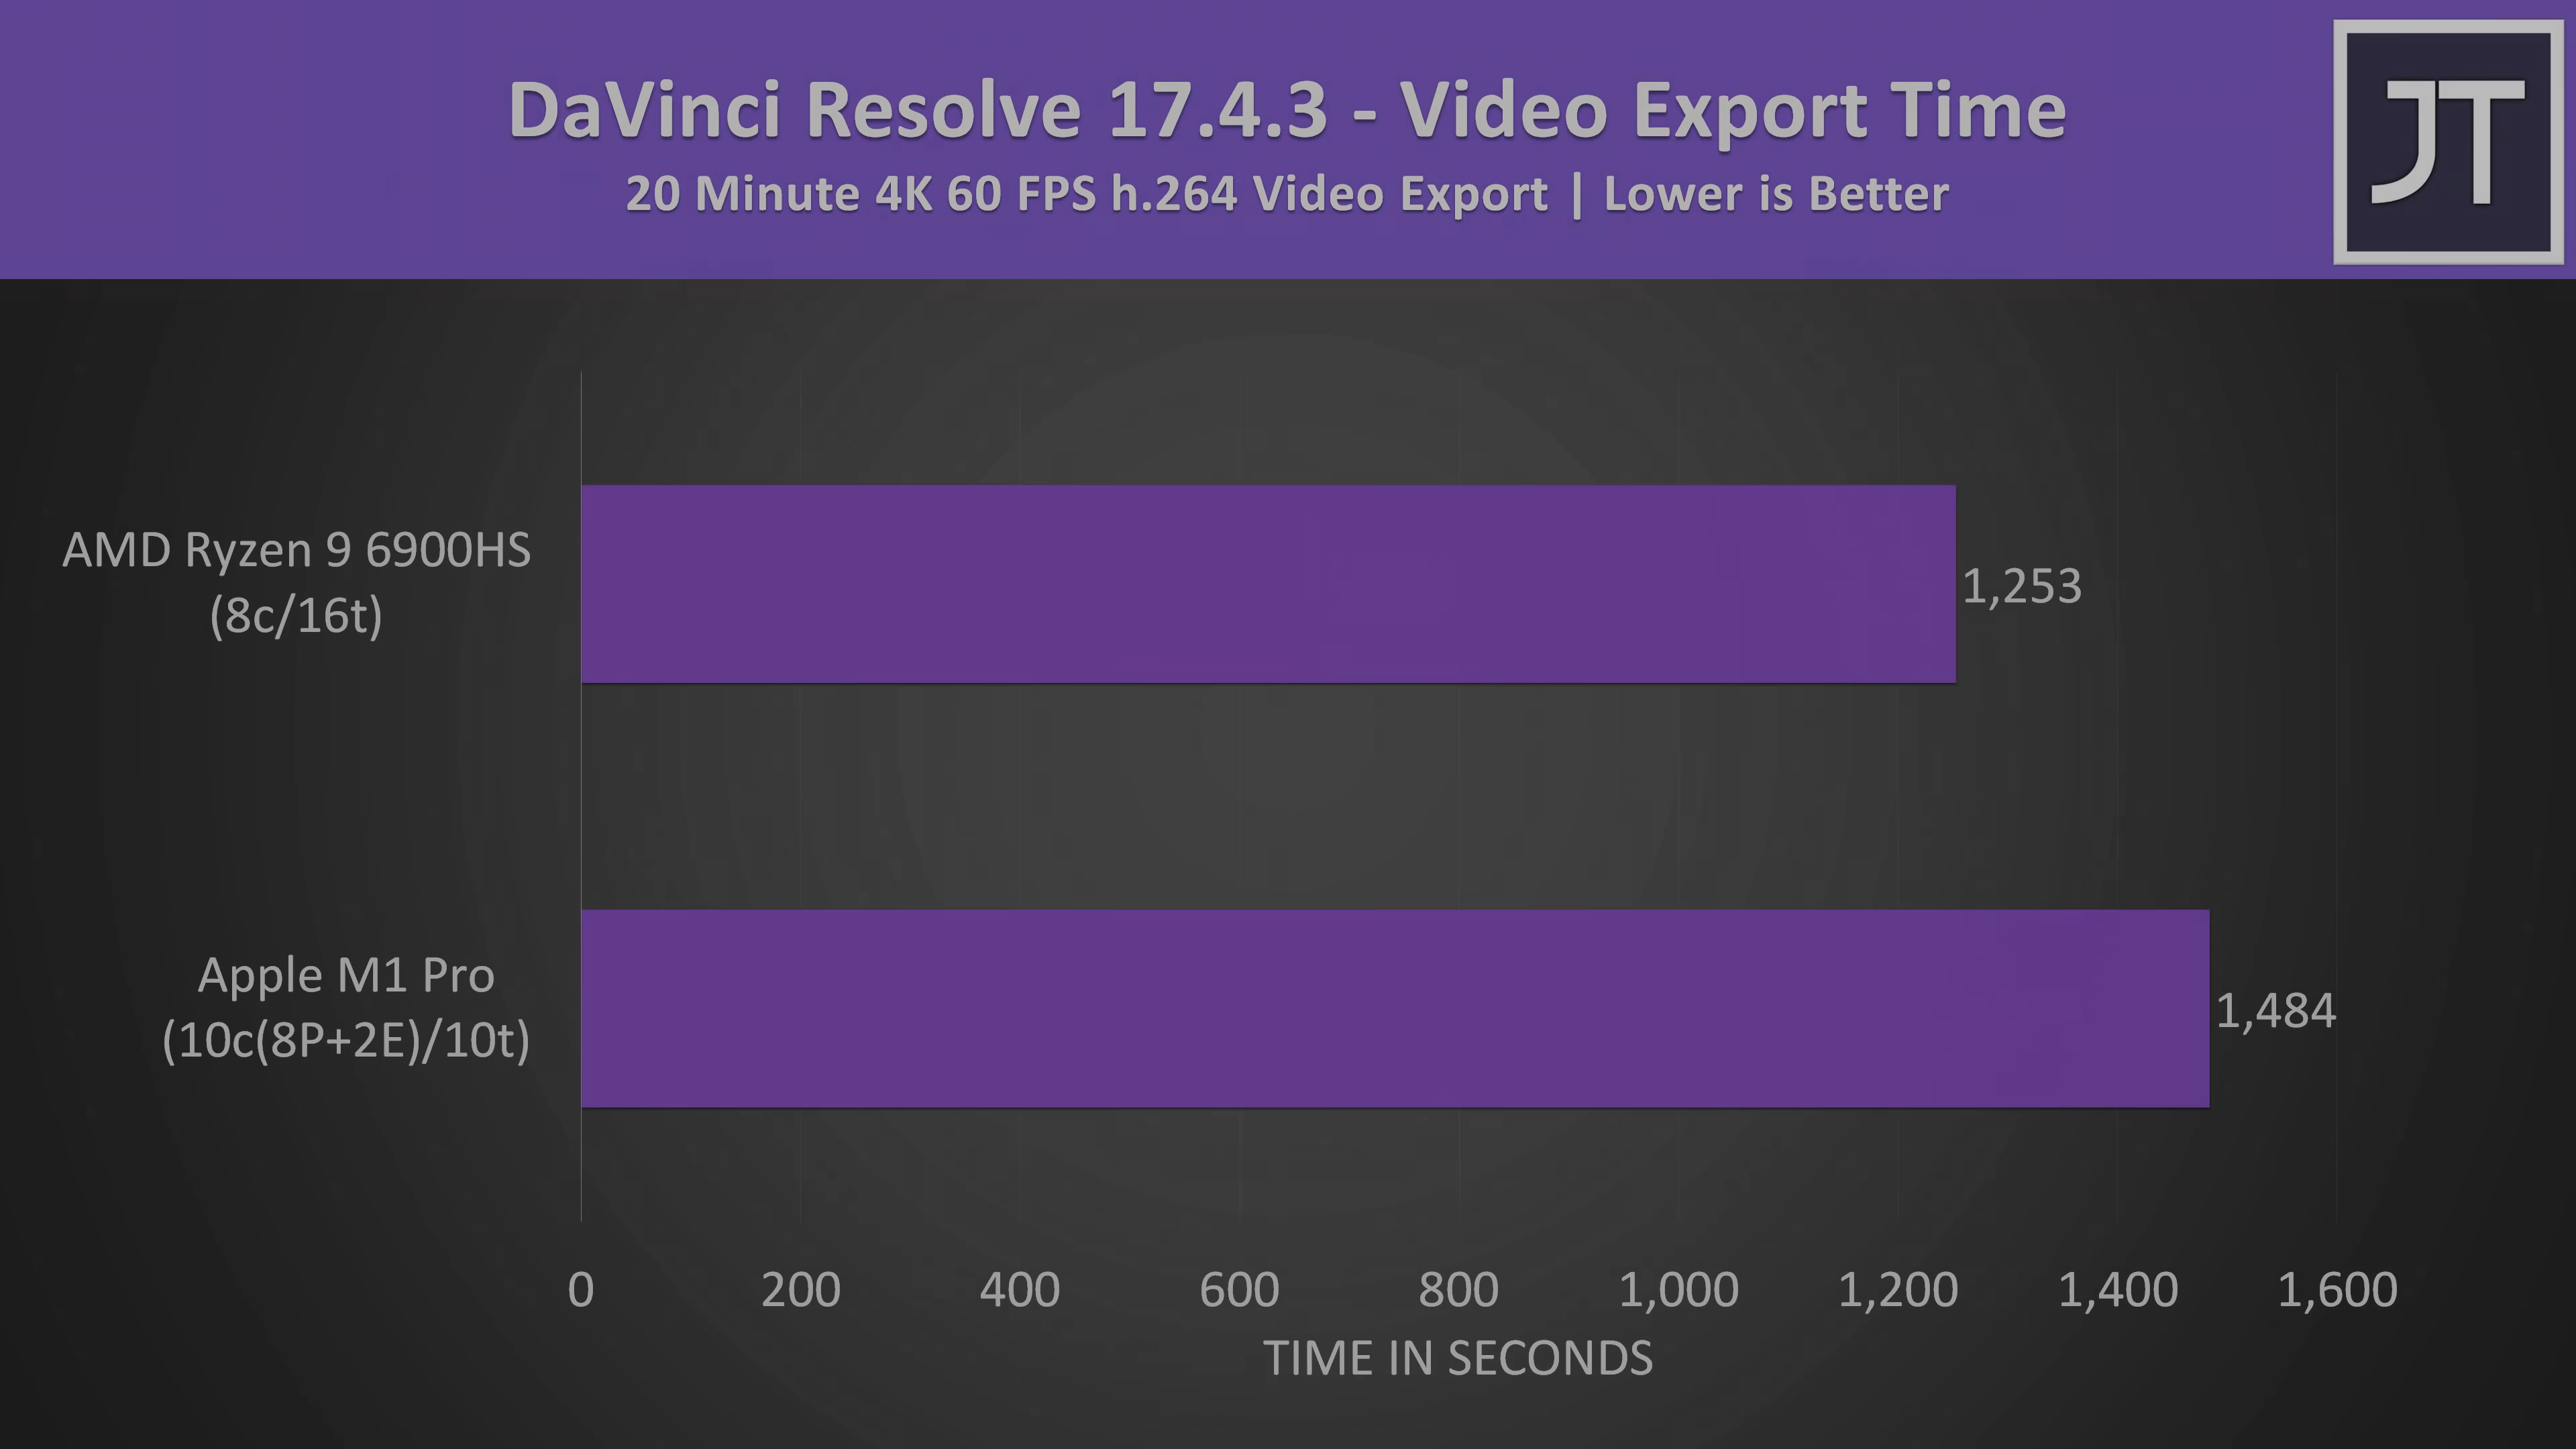 DaVinci Resolve 17.4.3 - Video Export Time
20 Minute 4K 60 FPS h.264 Video Export | Lower is Better
JT
AMD Ryzen 9 6900HS
(8c/16t)
1,253
Apple M1 Pro
(10c(8P+2E)/10t)
1,484
0 200 400 600 800 1,000 1,200 1,400 1,600
TIME IN SECONDS